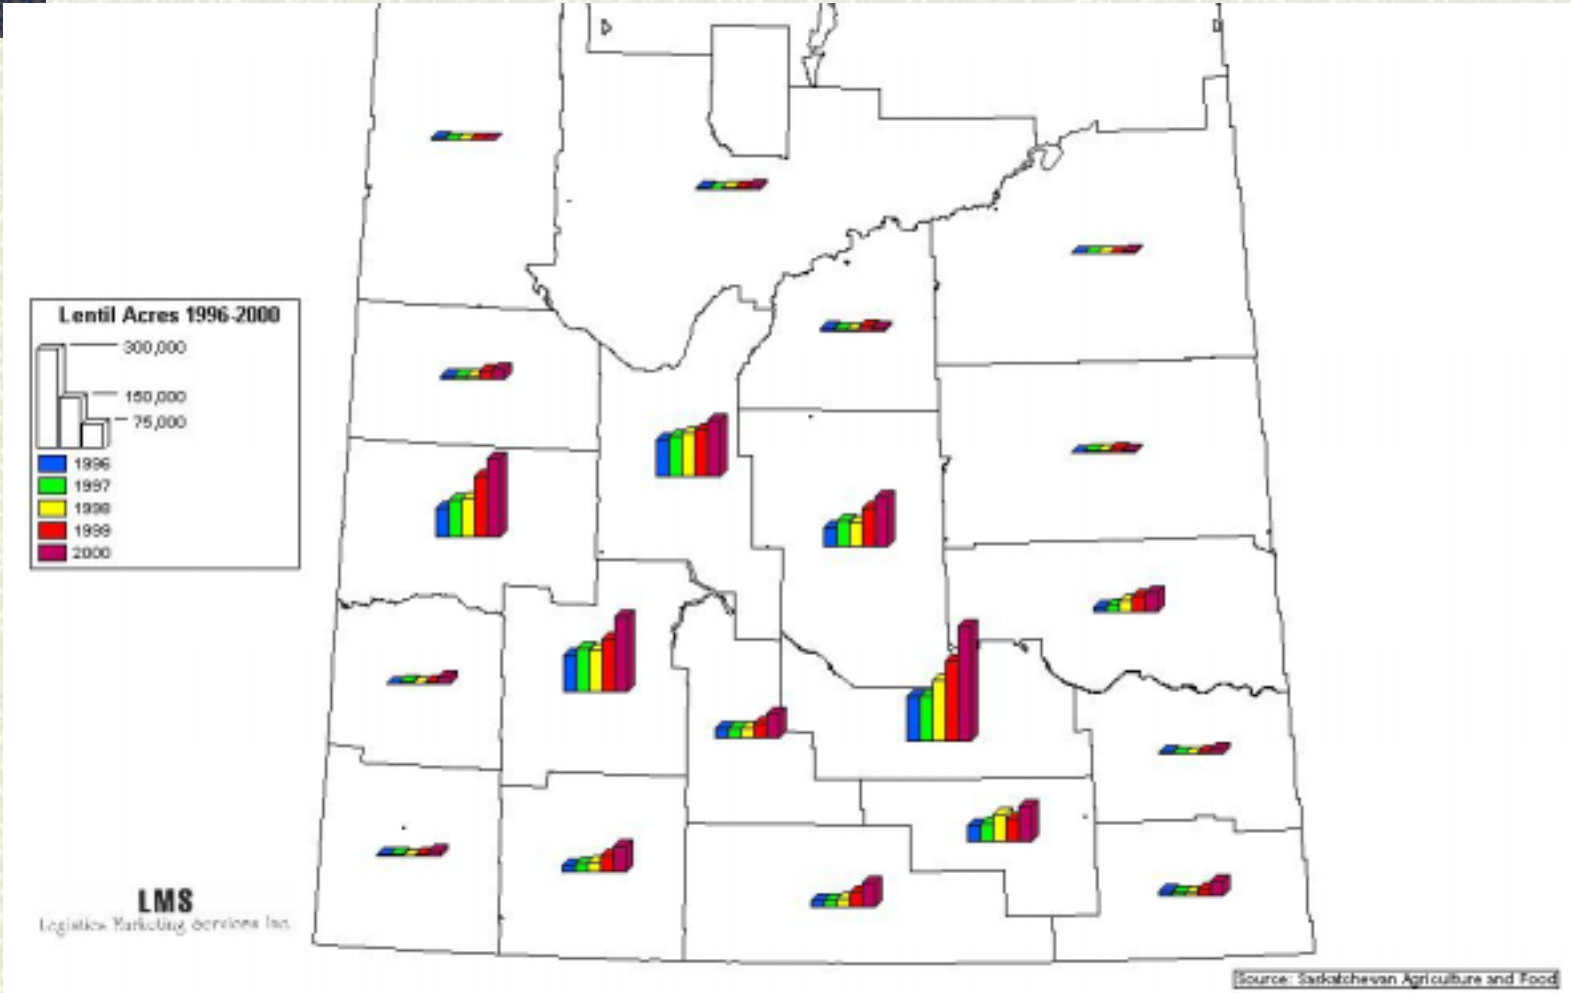 Lentil Acres 1996-2000
300,000
150,000
75,000
1996
1997
1998
1999
2000
LMS
Logistics Marketing Services Inc.
Source: Saskatchewan Agriculture and Food